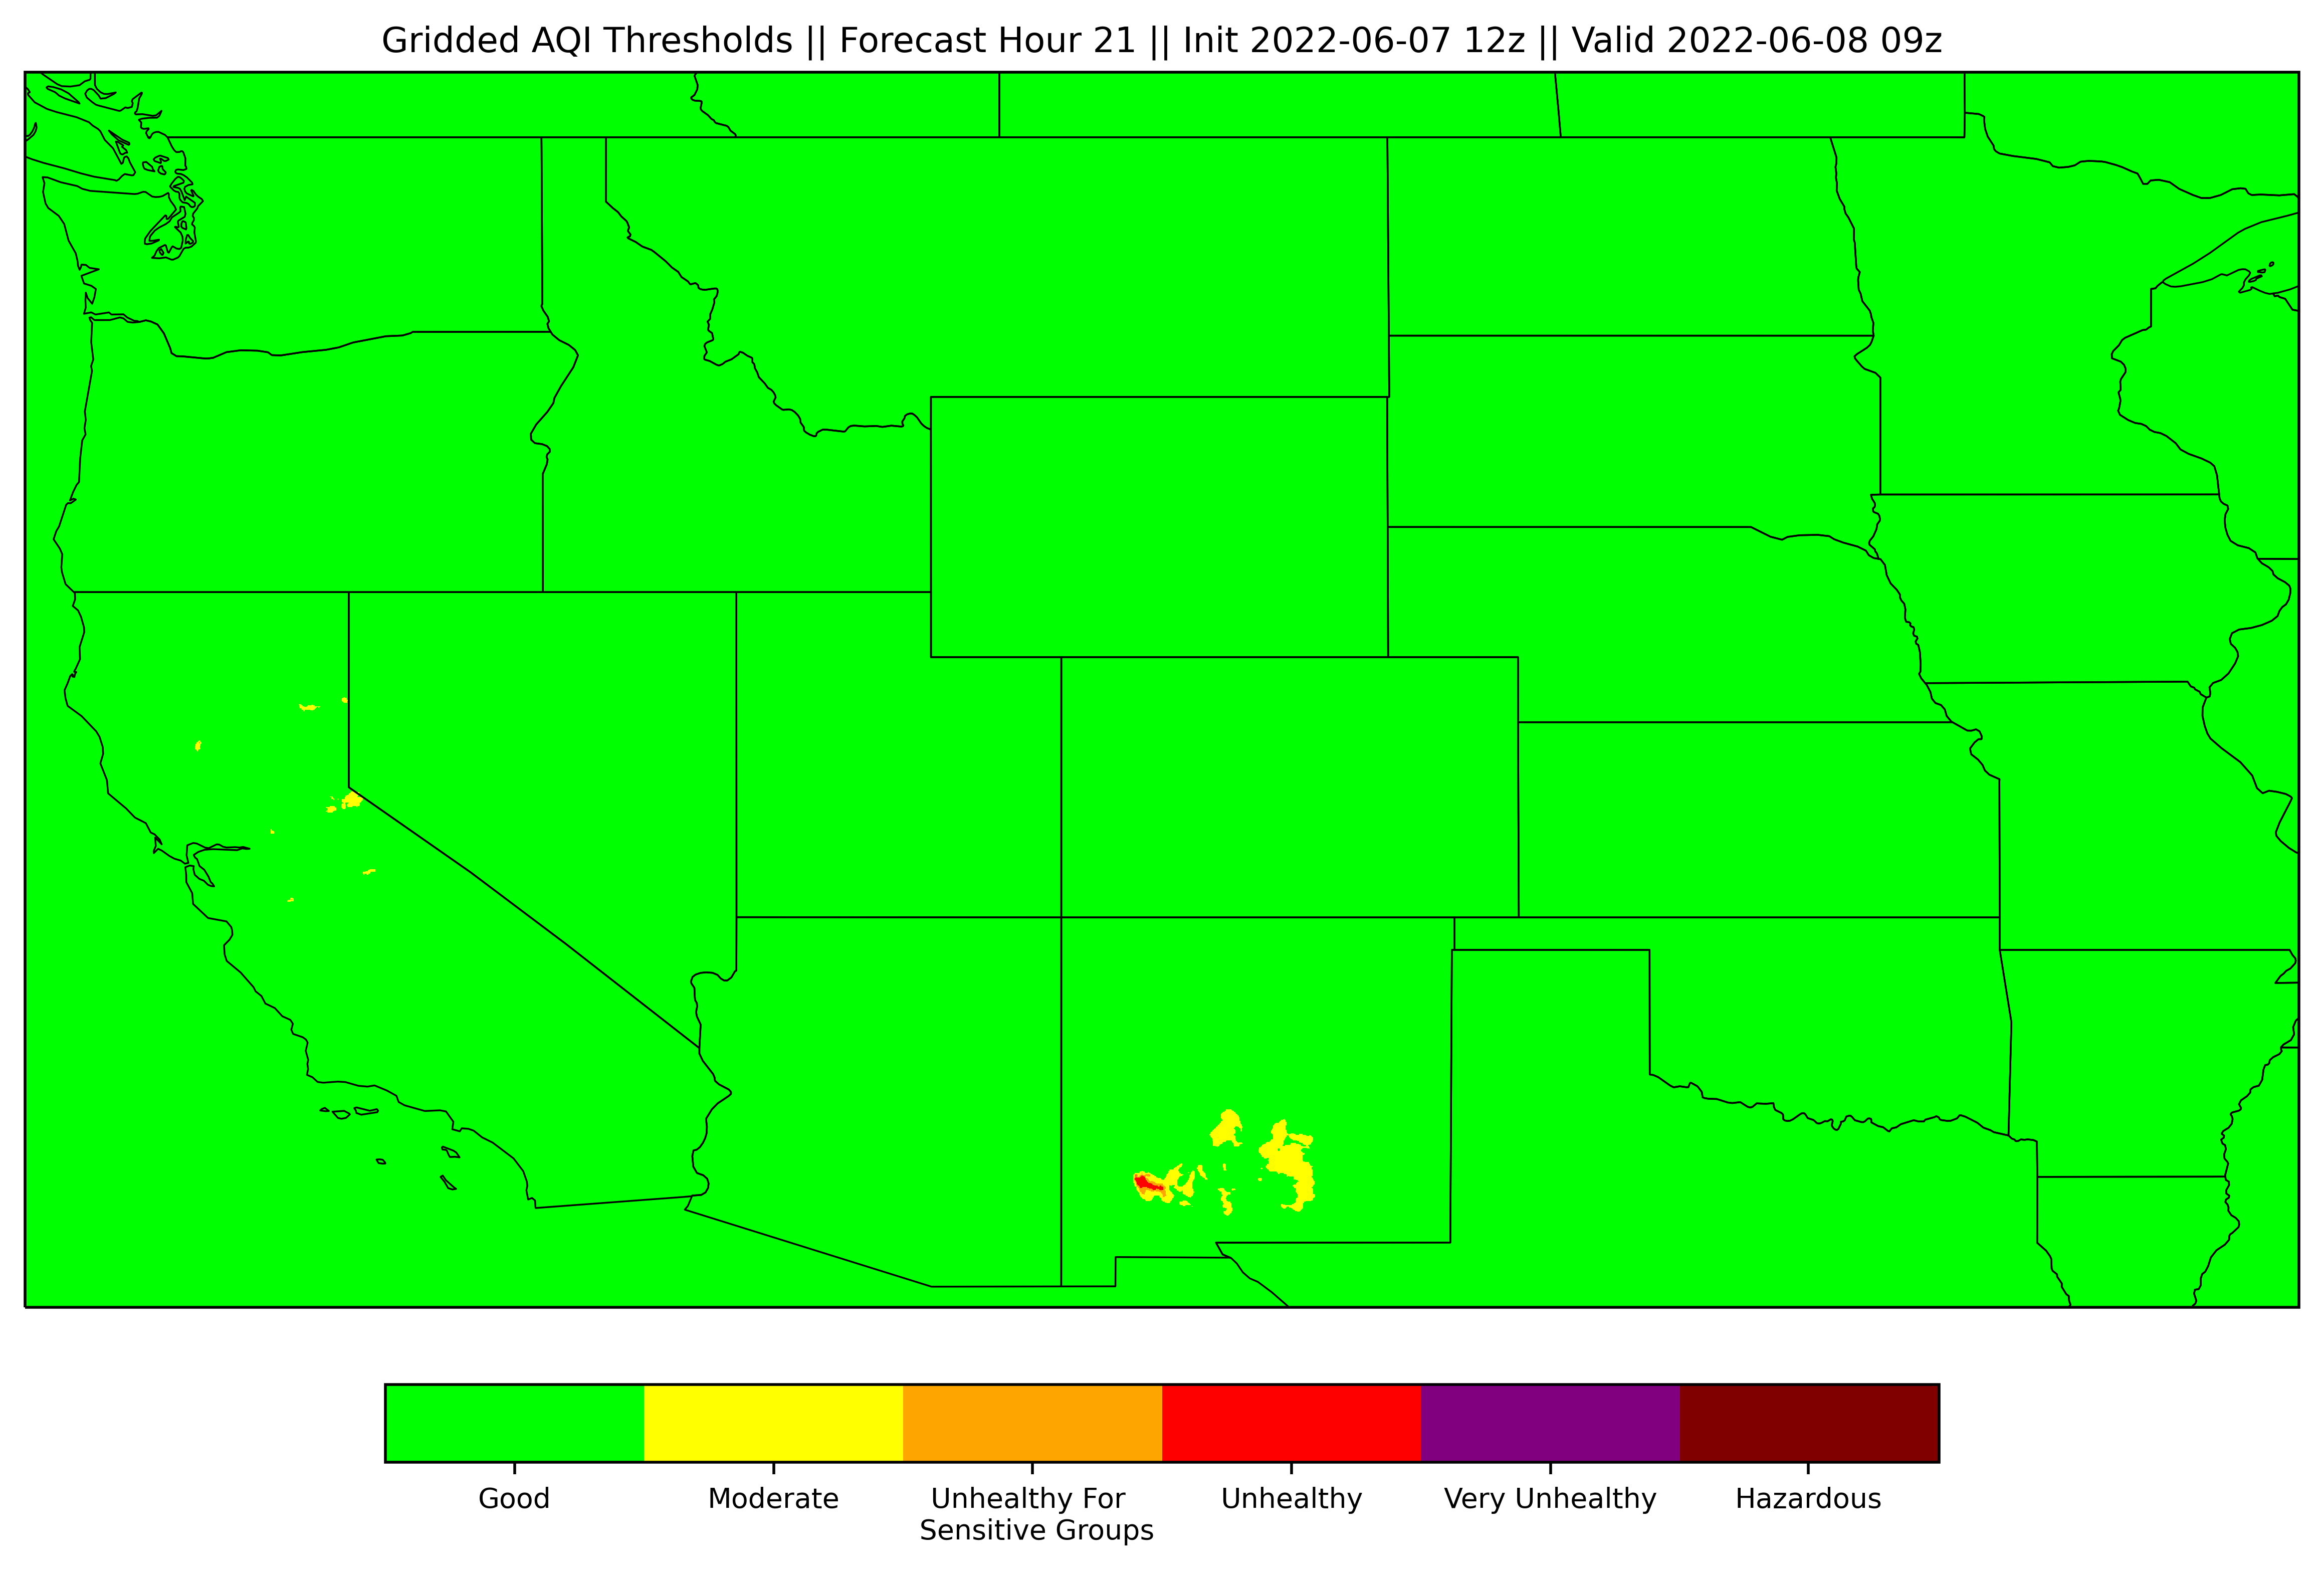 Gridded AQI Thresholds || Forecast Hour 21 || Init 2022-06-07 12z || Valid 2022-06-08 09z
Good
Moderate
Unhealthy For
Sensitive Groups
Unhealthy
Very Unhealthy
Hazardous